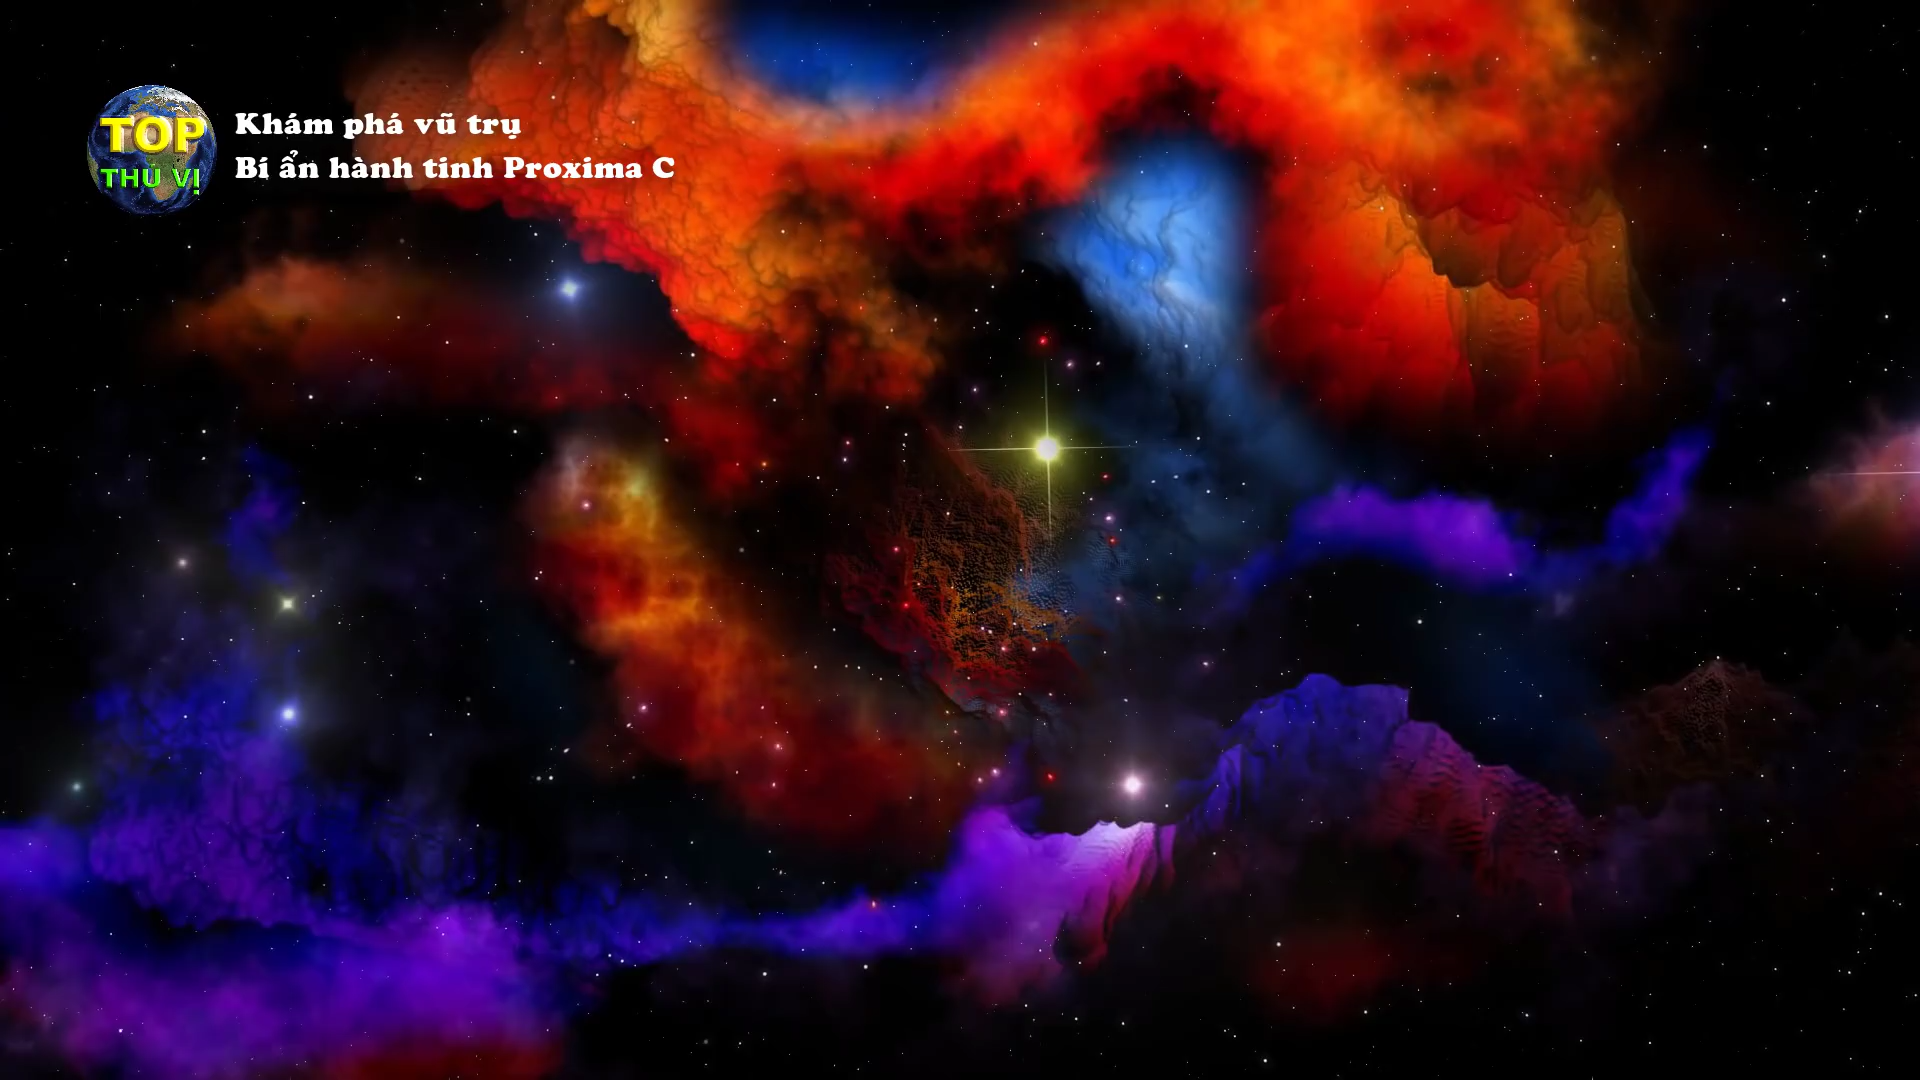 TOP
THÚ VỊ
Khám phá vũ trụ
Bí ẩn hành tinh Proxima C